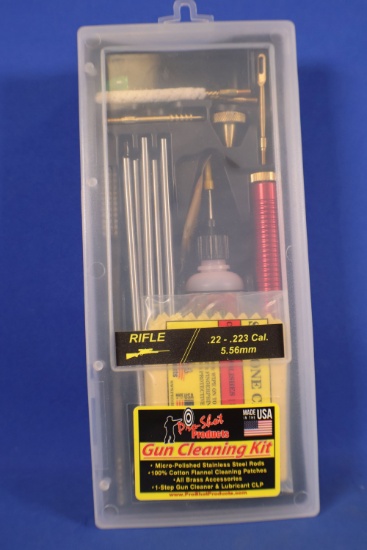 RIFLE
.22 - .223 Cal.
5.56mm
Pro-Shot
Products
MADE
IN THE
USA
Gun Cleaning Kit
• Micro-Polished Stainless Steel Rods
• 100% Cotton Flannel Cleaning Patches
• All Brass Accessories
• 1-Step Gun Cleaner & Lubricant CLP
www.ProShotProducts.com